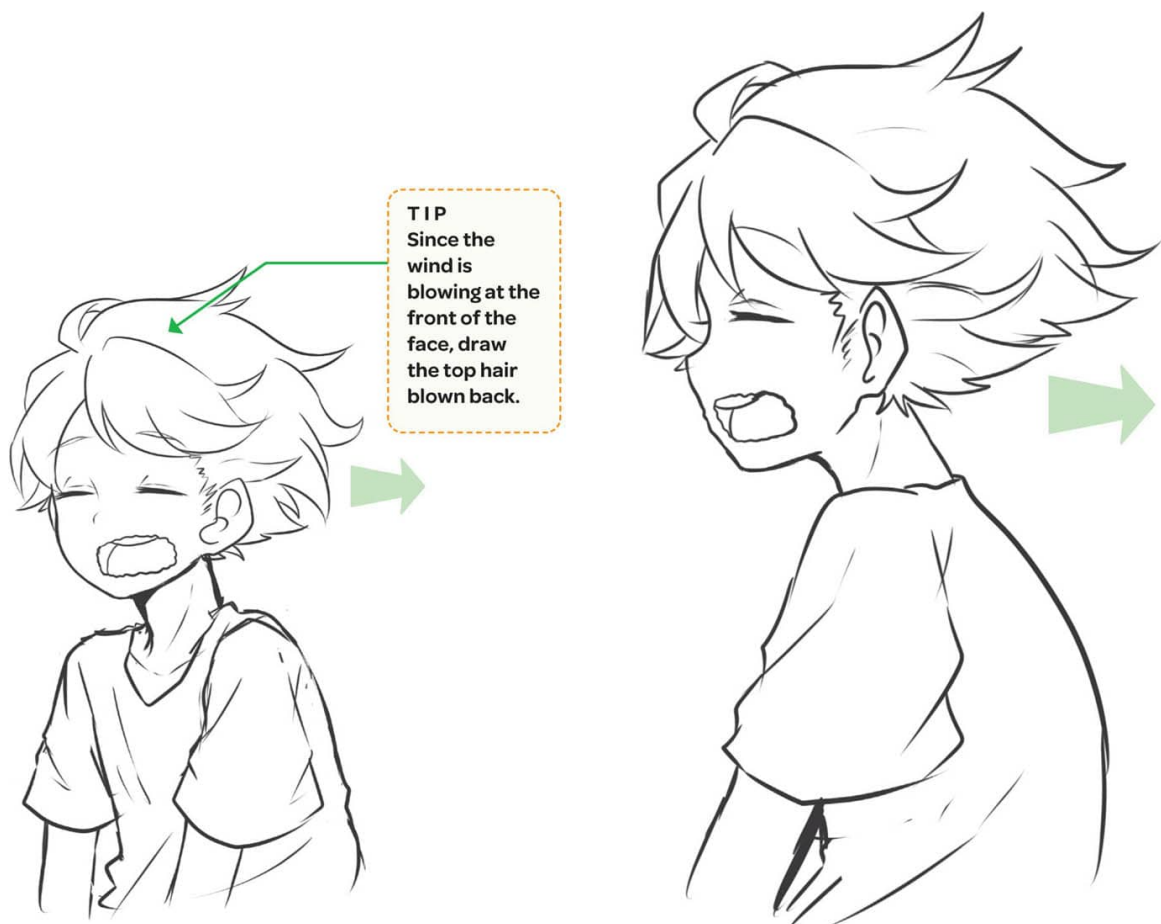 TIP
Since the
wind is
blowing at the
front of the
face, draw
the top hair
blown back.